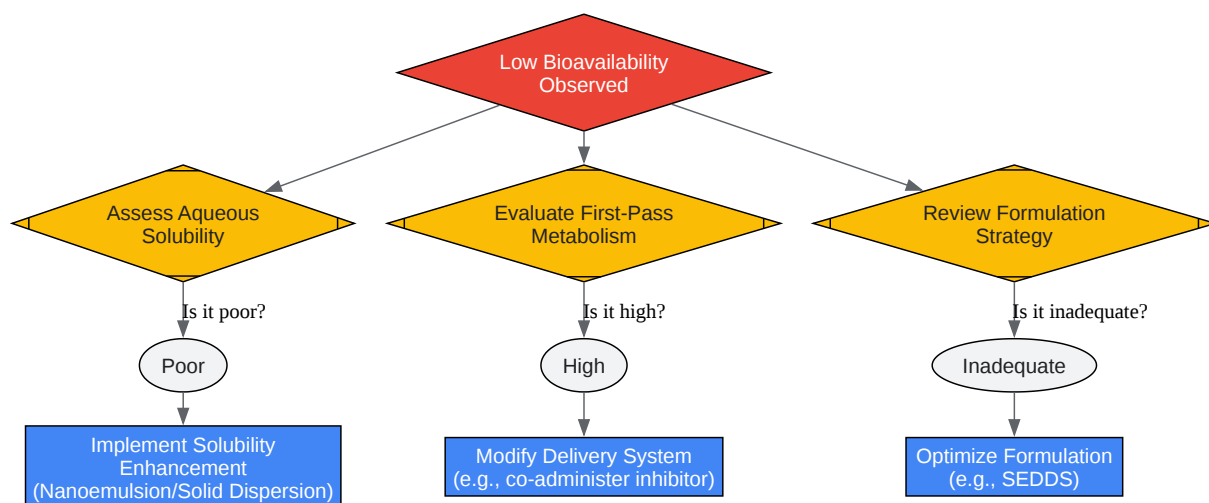 Low Bioavailability
Observed
Assess Aqueous
Solubility
Evaluate First-Pass
Metabolism
Review Formulation
Strategy
Is it poor?
Is it high?
Is it inadequate?
Poor
High
Inadequate
Implement Solubility
Enhancement
(Nanoemulsion/Solid Dispersion)
Modify Delivery System
(e.g., co-administer inhibitor)
Optimize Formulation
(e.g., SEDDS)